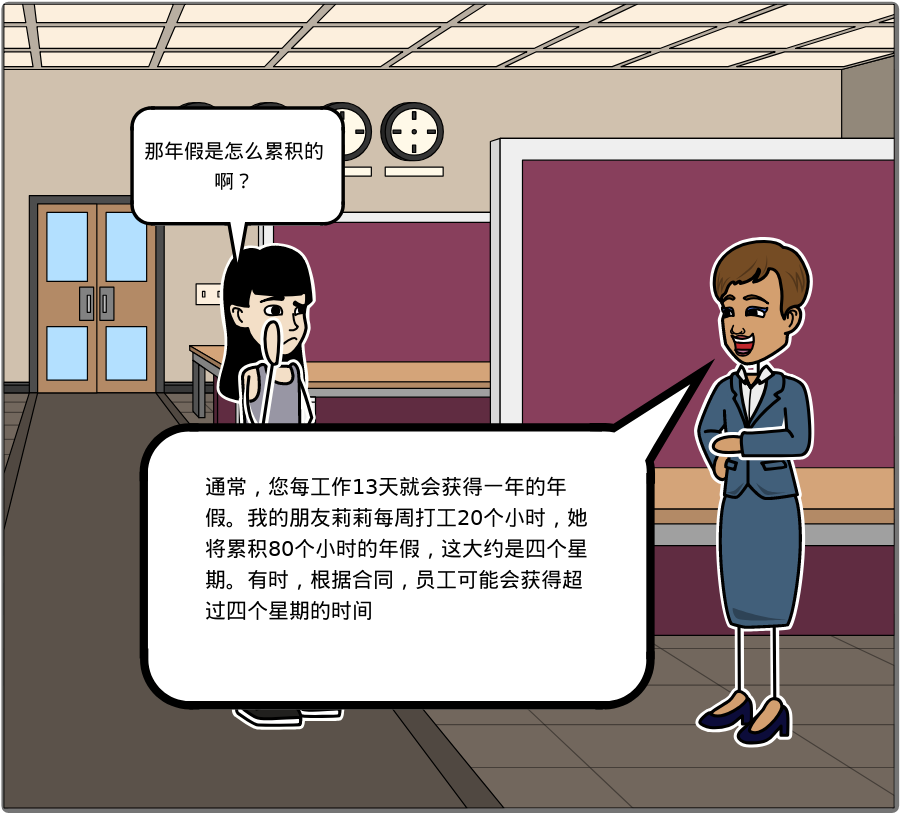 那年假是怎么累积的
啊？
通常，您每工作13天就会获得一年的年
假。我的朋友莉莉每周打工20个小时，她
将累积80个小时的年假，这大约是四个星
期。有时，根据合同，员工可能会获得超
过四个星期的时间